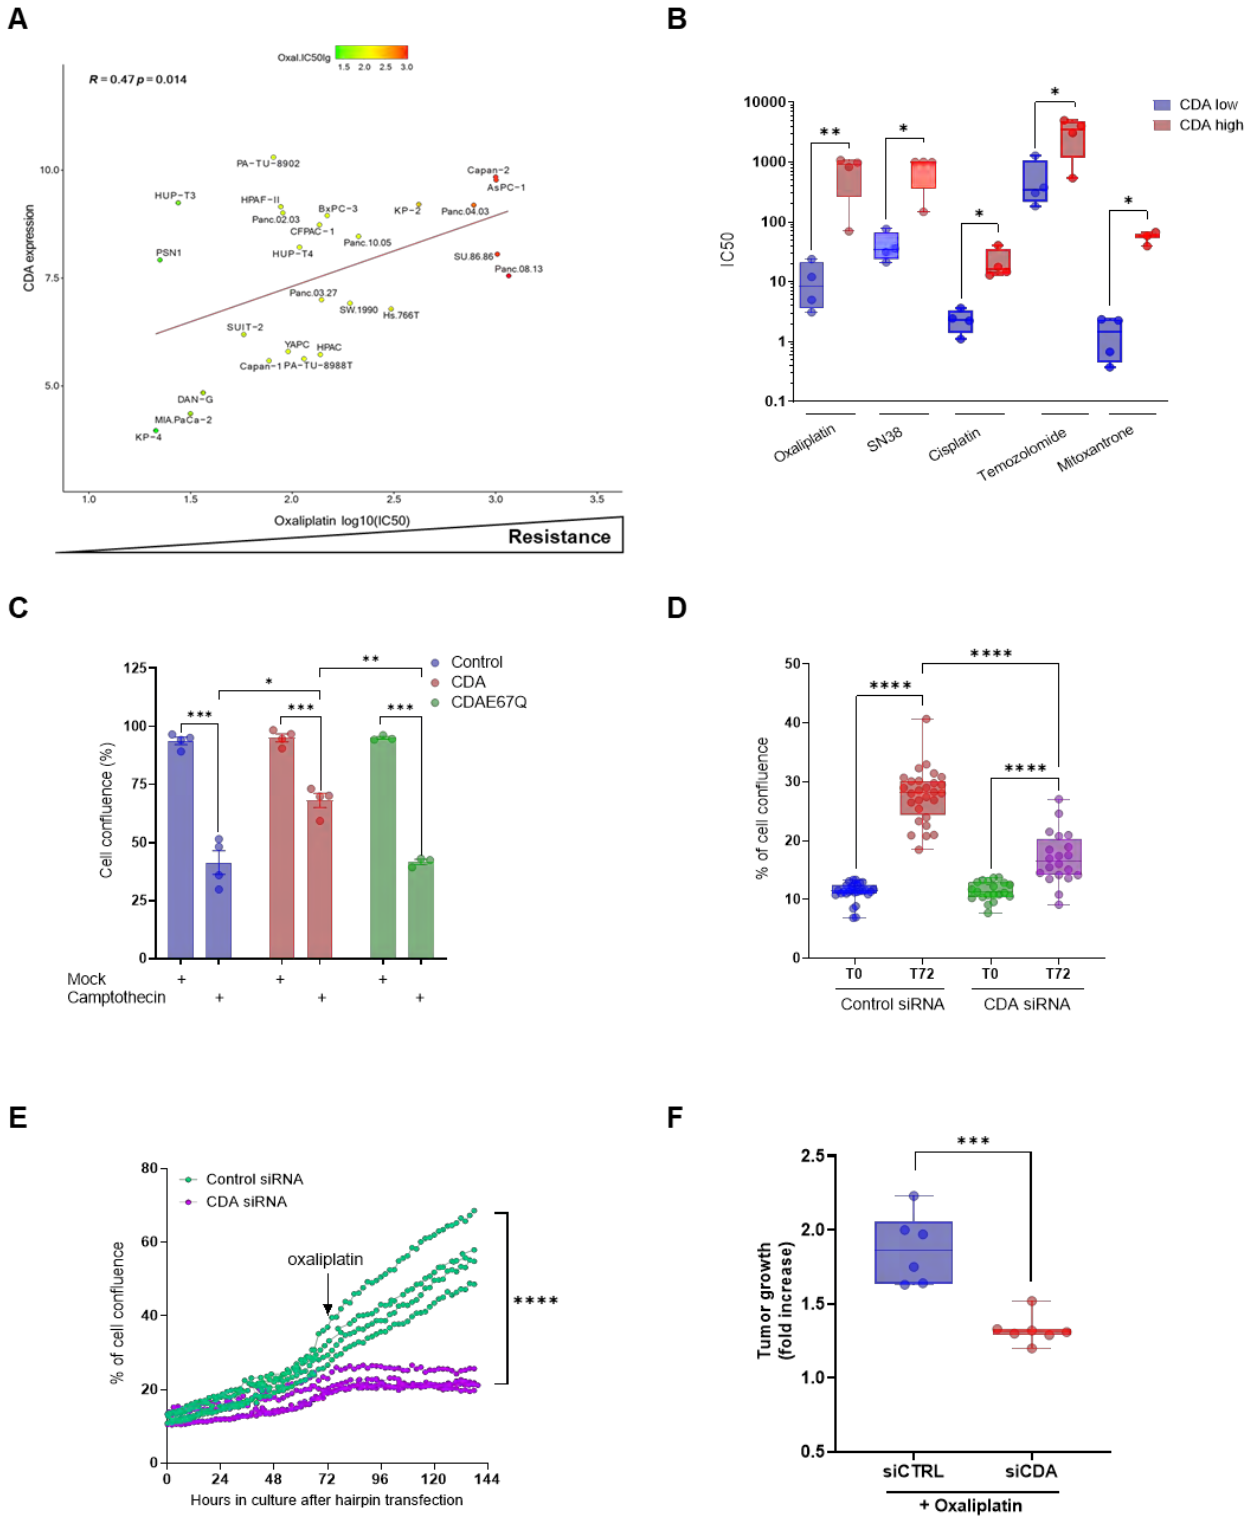 A
Oxal.IC50lg
1.5 2.0 2.5 3.0
R = 0.47 p = 0.014
CDA expression
10.0
7.5
5.0
PA-TU-8902
Capan-2
AsPC-1
HUP-T3
HPAF-II
Panc.02.03
BxPC-3
KP-2
Panc.04.03
CFPAC-1
Panc.10.05
PSN1
HUP-T4
SU.86.86
Panc.08.13
Panc.03.27
SW.1990
Hs.766T
SUIT-2
YAPC
HPAC
Capan-1
PA-TU-8988T
DAN-G
MIA.PaCa-2
KP-4
1.0 1.5 2.0 2.5 3.0 3.5
Oxaliplatin log10(IC50)
Resistance
B
CDA low
CDA high
IC50
10000
1000
100
10
1
0.1
** * * * *
Oxaliplatin
SN38
Cisplatin
Temozolomide
Mitoxantrone
C
Control
CDA
CDAE67Q
Cell confluence (%)
125
100
75
50
25
0
**
*
*** *** ***
Mock + + +
Camptothecin + + +
D
% of cell confluence
50
40
30
20
10
0
****
****
****
T0 T72 T0 T72
Control siRNA CDA siRNA
E
Control siRNA
CDA siRNA
% of cell confluence
80
60
40
20
0
oxaliplatin
****
0 24 48 72 96 120 144
Hours in culture after hairpin transfection
F
Tumor growth
(fold increase)
2.5
2.0
1.5
1.0
0.5
***
siCTRL siCDA
+ Oxaliplatin